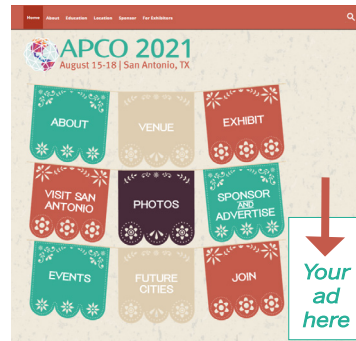 Home About Education Location Sponsor For Exhibitors
APCO 2021
August 15-18 | San Antonio, TX
ABOUT
VENUE
EXHIBIT
VISIT SAN
ANTONIO
PHOTOS
SPONSOR
AND
ADVERTISE
EVENTS
FUTURE
CITIES
JOIN
Your
ad
here